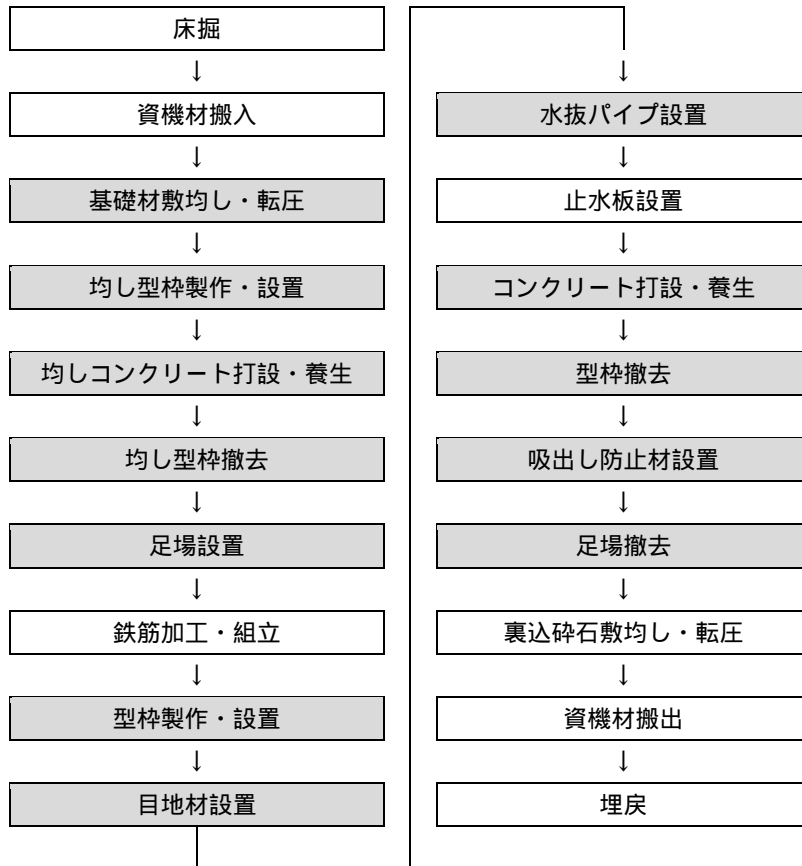 床掘
↓
資機材搬入
↓
基礎材敷均し・転圧
↓
均し型枠製作・設置
↓
均しコンクリート打設・養生
↓
均し型枠撤去
↓
足場設置
↓
鉄筋加工・組立
↓
型枠製作・設置
↓
目地材設置
↓
水抜パイプ設置
↓
止水板設置
↓
コンクリート打設・養生
↓
型枠撤去
↓
吸出し防止材設置
↓
足場撤去
↓
裏込砕石敷均し・転圧
↓
資機材搬出
↓
埋戻